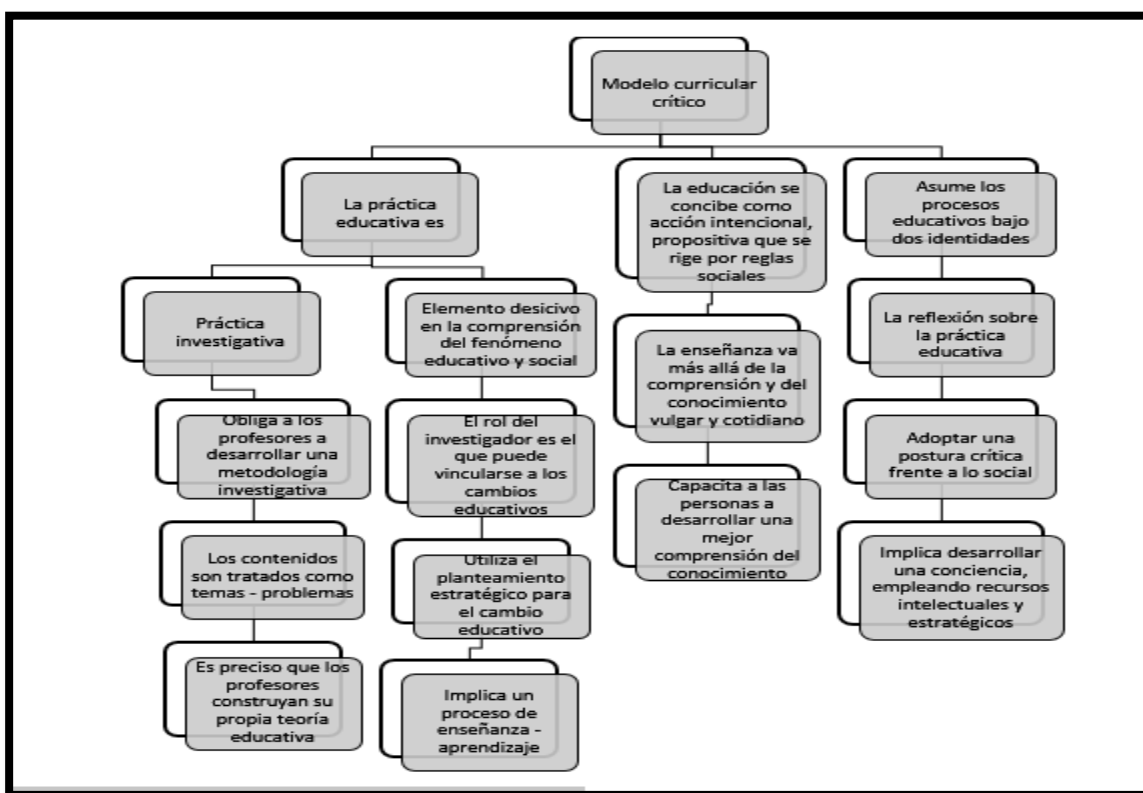 Modelo curricular
crítico
La práctica
educativa es
Práctica
investigativa
Obliga a los
profesores a
desarrollar una
metodología
investigativa
Los contenidos
son tratados como
temas - problemas
Es preciso que los
profesores
construyan su
propia teoría
educativa
Elemento desicivo
en la comprensión
del fenómeno
educativo y social
El rol del
investigador es el
que puede
vincularse a los
cambios
educativos
Utiliza el
planteamiento
estratégico para
el cambio
educativo
Implica un
proceso de
enseñanza -
aprendizaje
La educación se
concibe como
acción intencional,
propositiva que se
rige por reglas
sociales
La enseñanza va
más allá de la
comprensión y del
conocimiento
vulgar y cotidiano
Capacita a las
personas a
desarrollar una
mejor
comprensión del
conocimiento
Asume los
procesos
educativos bajo
dos identidades
La reflexión sobre
la práctica
educativa
Adoptar una
postura crítica
frente a lo social
Implica desarrollar
una conciencia,
empleando recursos
intelectuales y
estratégicos